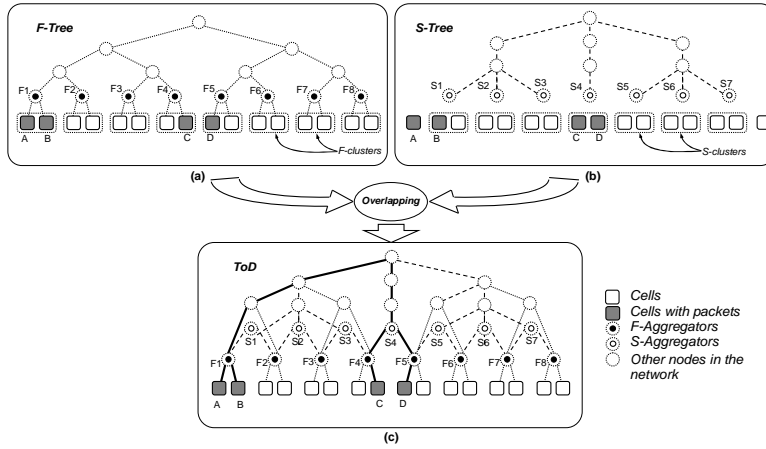 F-Tree
F1 F2 F3 F4 F5 F6 F7 F8
A B C D
F-clusters
(a)
S-Tree
S1 S2 S3 S4 S5 S6 S7
A B C D
S-clusters
(b)
Overlapping
ToD
S1 S2 S3 S4 S5 S6 S7
F1 F2 F3 F4 F5 F6 F7 F8
A B C D
(c)
Cells
Cells with packets
F-Aggregators
S-Aggregators
Other nodes in the
network